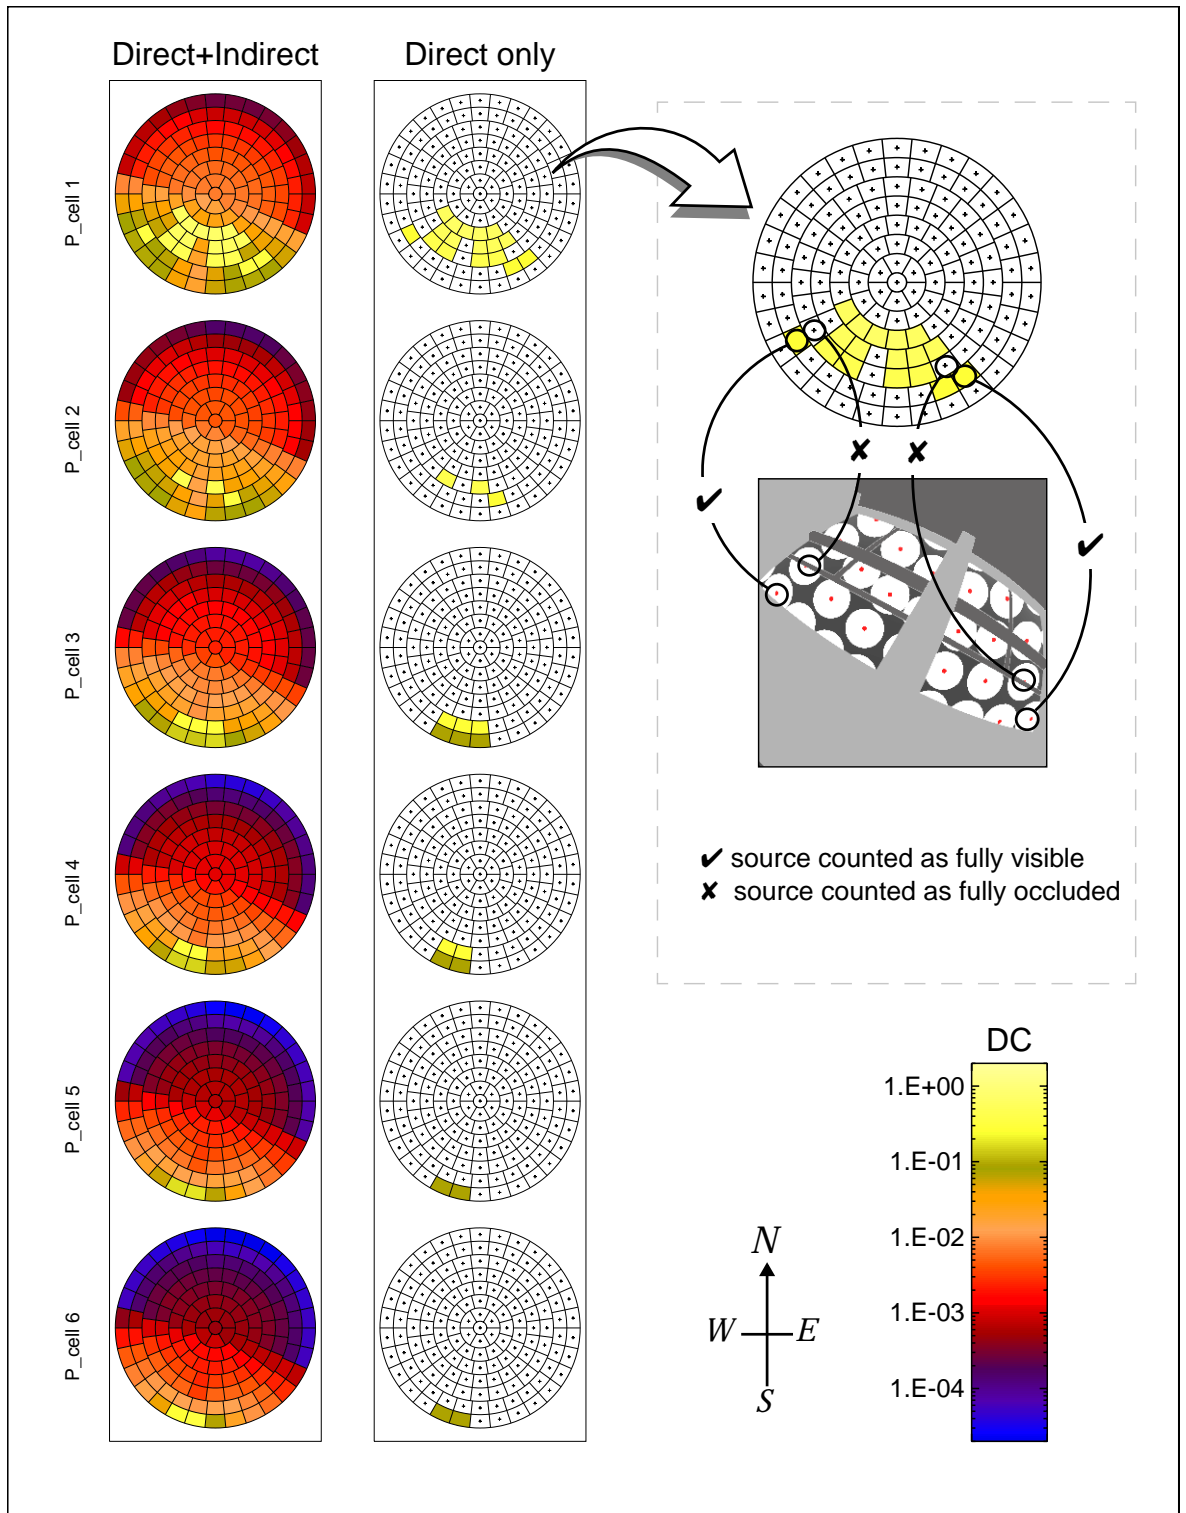 Direct+Indirect
Direct only
P_cell 1
P_cell 2
P_cell 3
P_cell 4
P_cell 5
P_cell 6
✘ ✘
✔
✔
✔ source counted as fully visible
✘ source counted as fully occluded
DC
1.E+00
1.E-01
1.E-02
1.E-03
1.E-04
N
W E
S